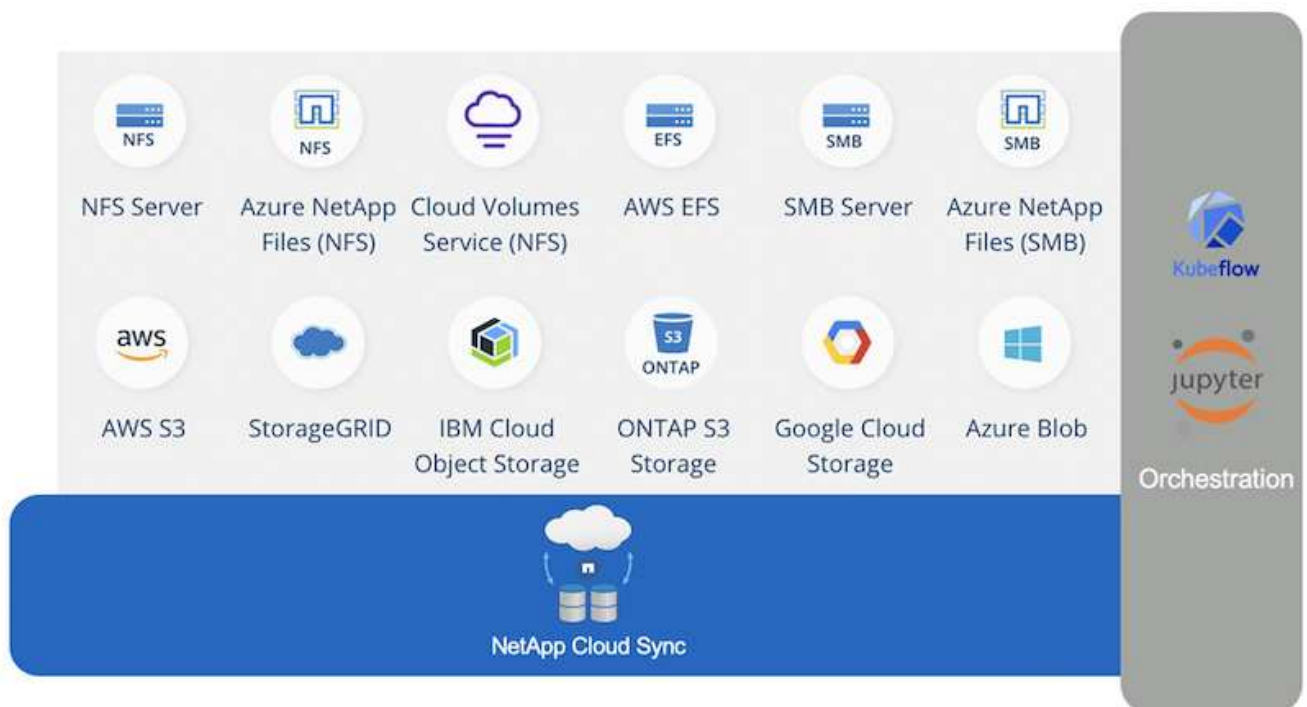 NFS
NFS
EFS
SMB
SMB
NFS Server
Azure NetApp
Files (NFS)
Cloud Volumes
Service (NFS)
AWS EFS
SMB Server
Azure NetApp
Files (SMB)
aws
S3
ONTAP
AWS S3
StorageGRID
IBM Cloud
Object Storage
ONTAP S3
Storage
Google Cloud
Storage
Azure Blob
NetApp Cloud Sync
Kubeflow
jupyter
Orchestration